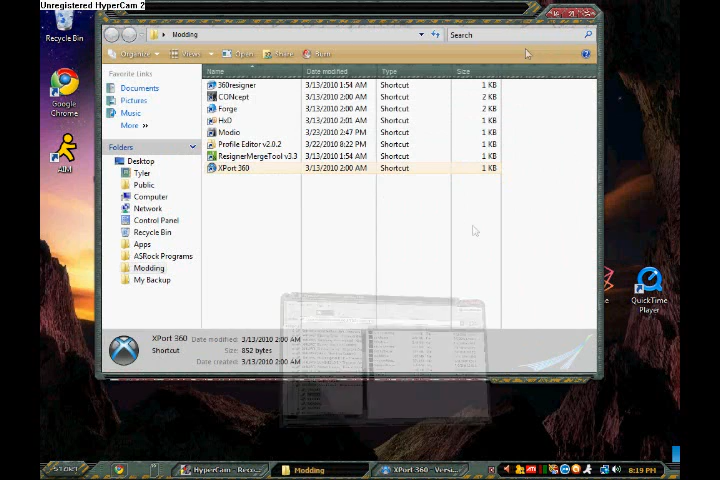 Unregistered HyperCam 2
Recycle Bin
Google
Chrome
AIM
Modding
Search
Organize
Views
Open
Share
Burn
Favorite Links
Documents
Pictures
Music
More »
Folders
Desktop
Tyler
Public
Computer
Network
Control Panel
Recycle Bin
Apps
ASRock Programs
Modding
My Backup
Name Date modified Type Size
360resigner 3/13/2010 1:54 AM Shortcut 1 KB
CONcept 3/13/2010 2:00 AM Shortcut 2 KB
Forge 3/13/2010 2:00 AM Shortcut 2 KB
HxD 3/13/2010 2:01 AM Shortcut 1 KB
Modio 3/23/2010 2:47 PM Shortcut 1 KB
Profile Editor v2.0.2 3/22/2010 8:22 PM Shortcut 1 KB
ResignerMergeTool v3.3 3/13/2010 1:54 AM Shortcut 1 KB
XPort 360 3/13/2010 2:00 AM Shortcut 1 KB
QuickTime
Player
XPort 360 Date modified: 3/13/2010 2:00 AM
Shortcut Size: 852 bytes
Date created: 3/13/2010 2:00 AM
START
HyperCam - Reco...
Modding
XPort 360 - Versi...
8:19 PM